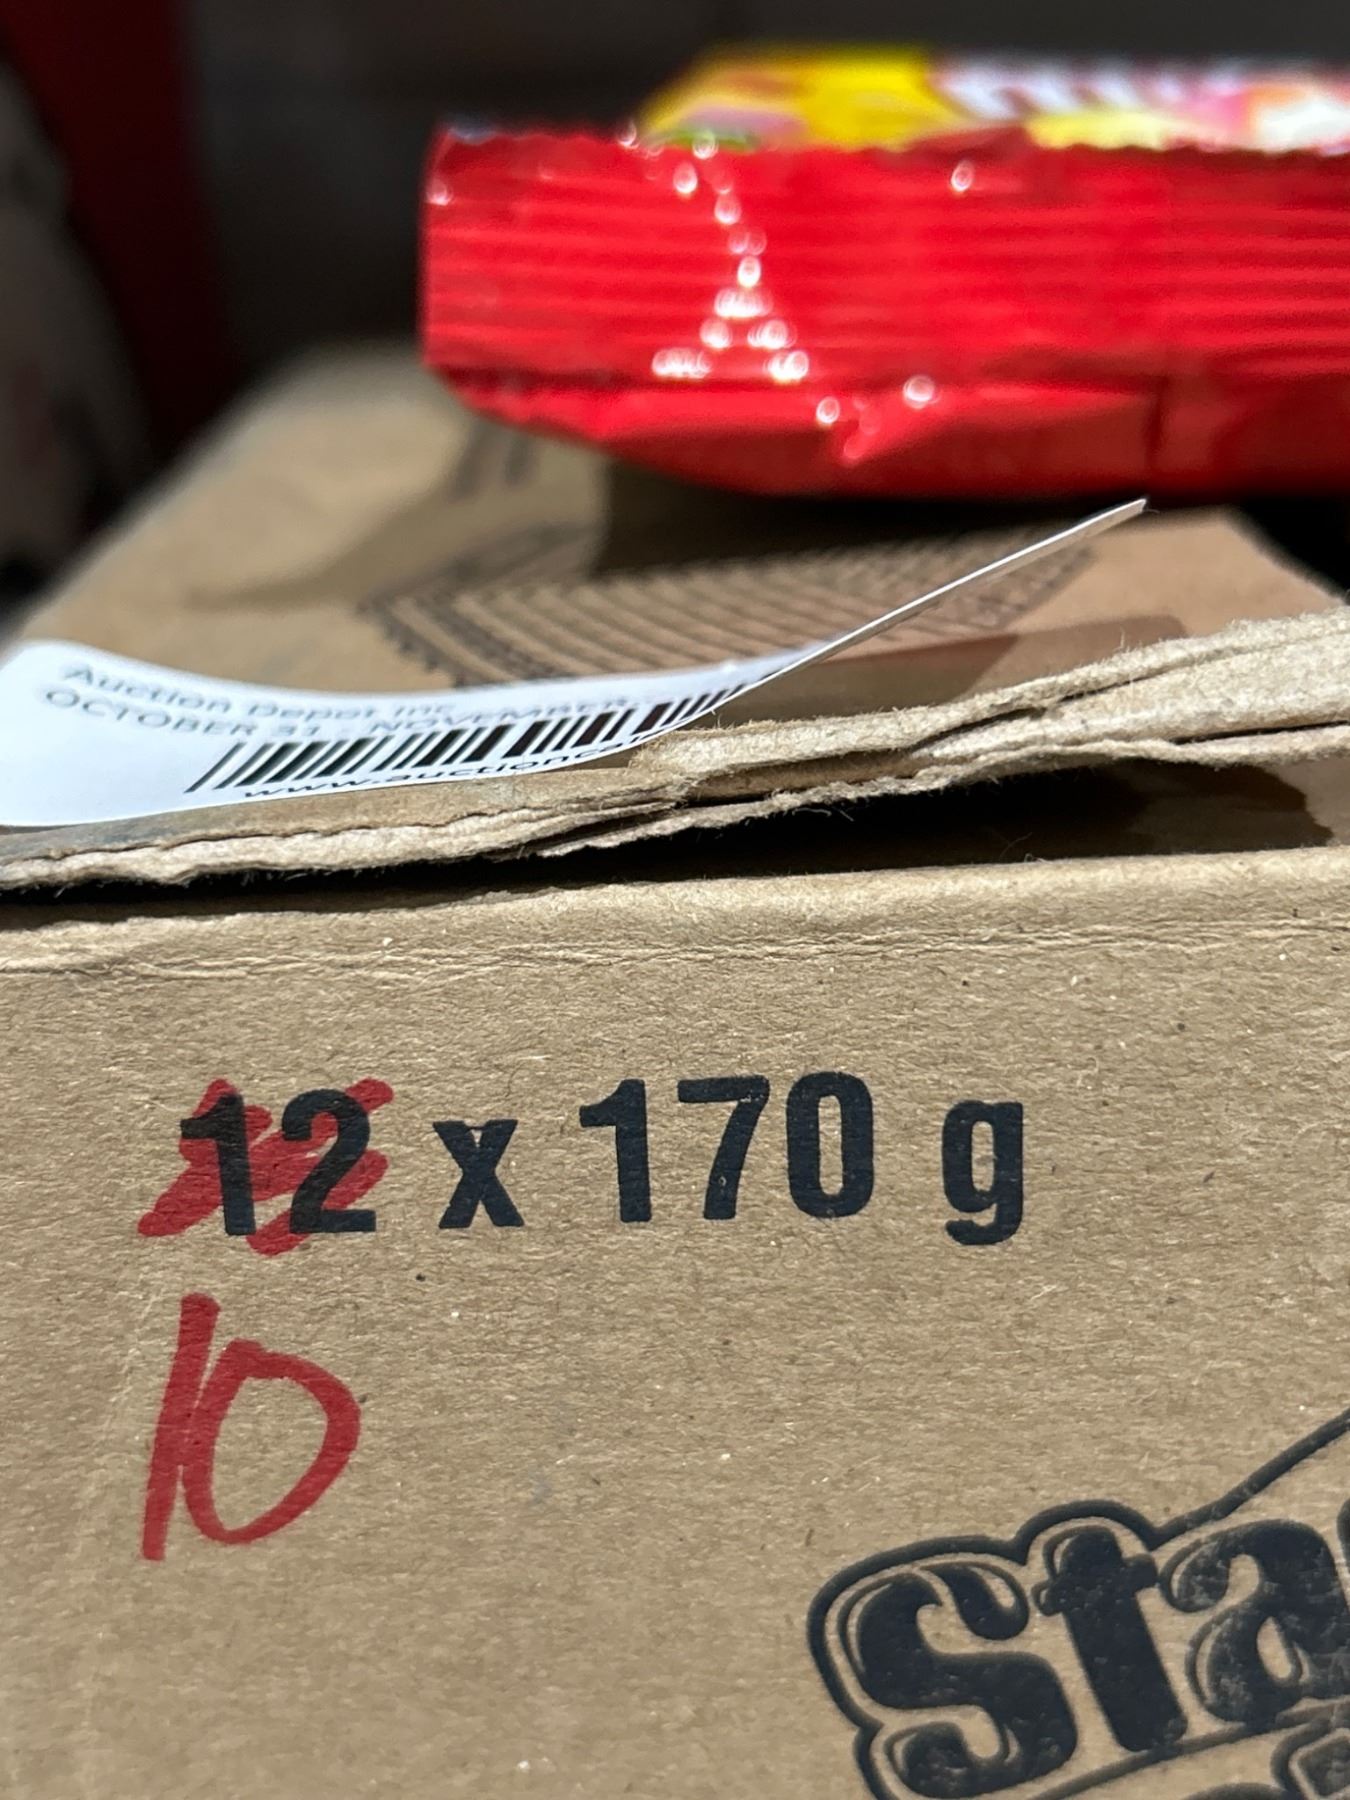 Auction Depot Inc
OCTOBER 31 - NOVEMBER
12 x 170 g
10
Sta